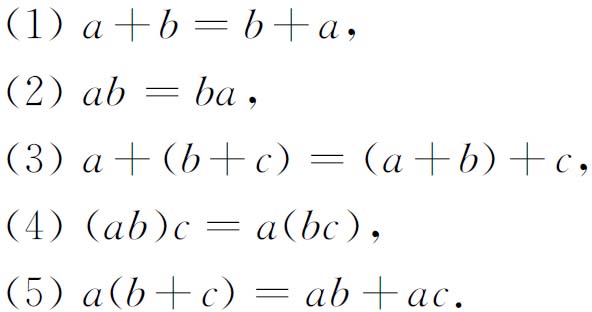 (1) a+b=b+a,
(2) ab=ba,
(3) a+(b+c)=(a+b)+c,
(4) (ab)c=a(bc),
(5) a(b+c)=ab+ac.